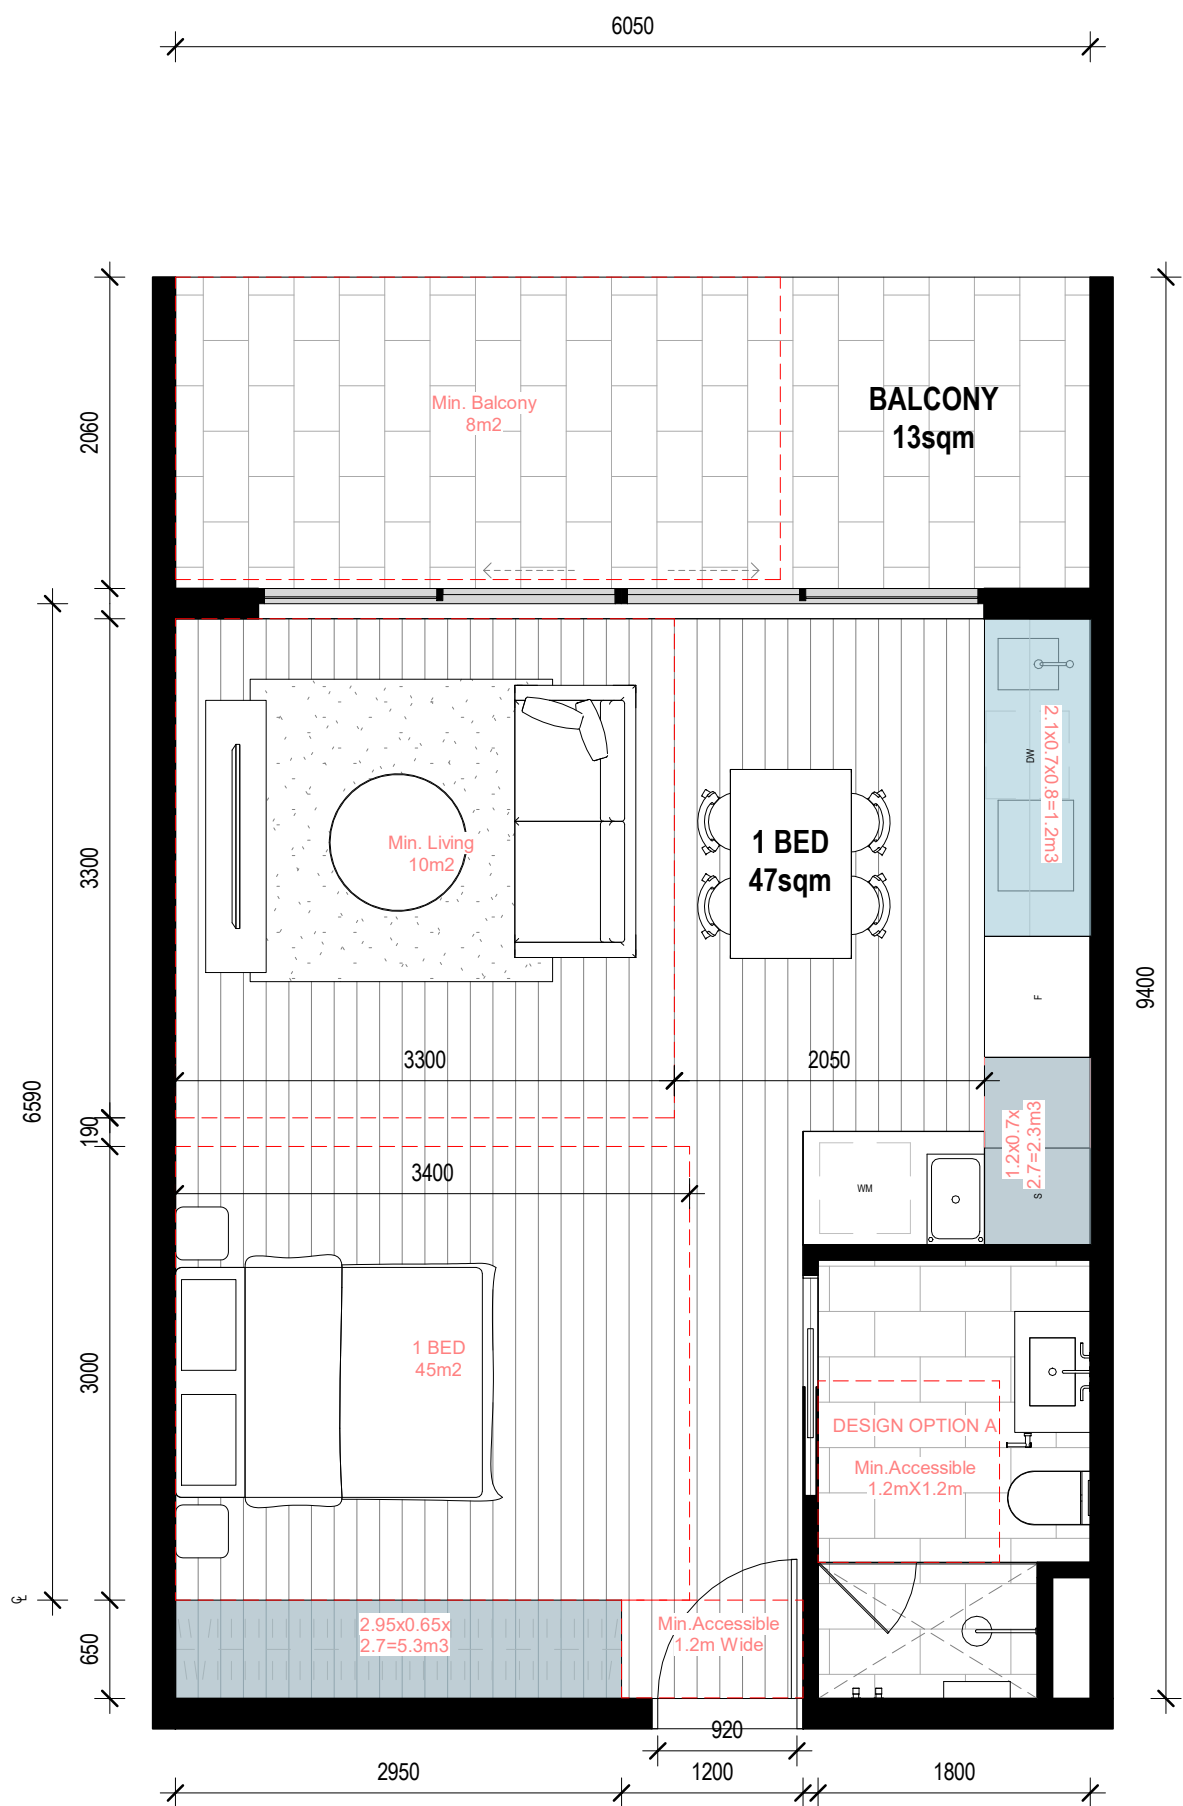 6050
2060
Min. Balcony
8m2
BALCONY
13sqm
6590
3300
190
3000
650
℄
9400
Min. Living
10m2
1 BED
47sqm
DW
2.1x0.7x0.8=1.2m3
F
3300
2050
1.2x0.7x
2.7=2.3m3
S
3400
WM
1 BED
45m2
DESIGN OPTION A
Min.Accessible
1.2mX1.2m
2.95x0.65x
2.7=5.3m3
Min.Accessible
1.2m Wide
920
2950
1200
1800